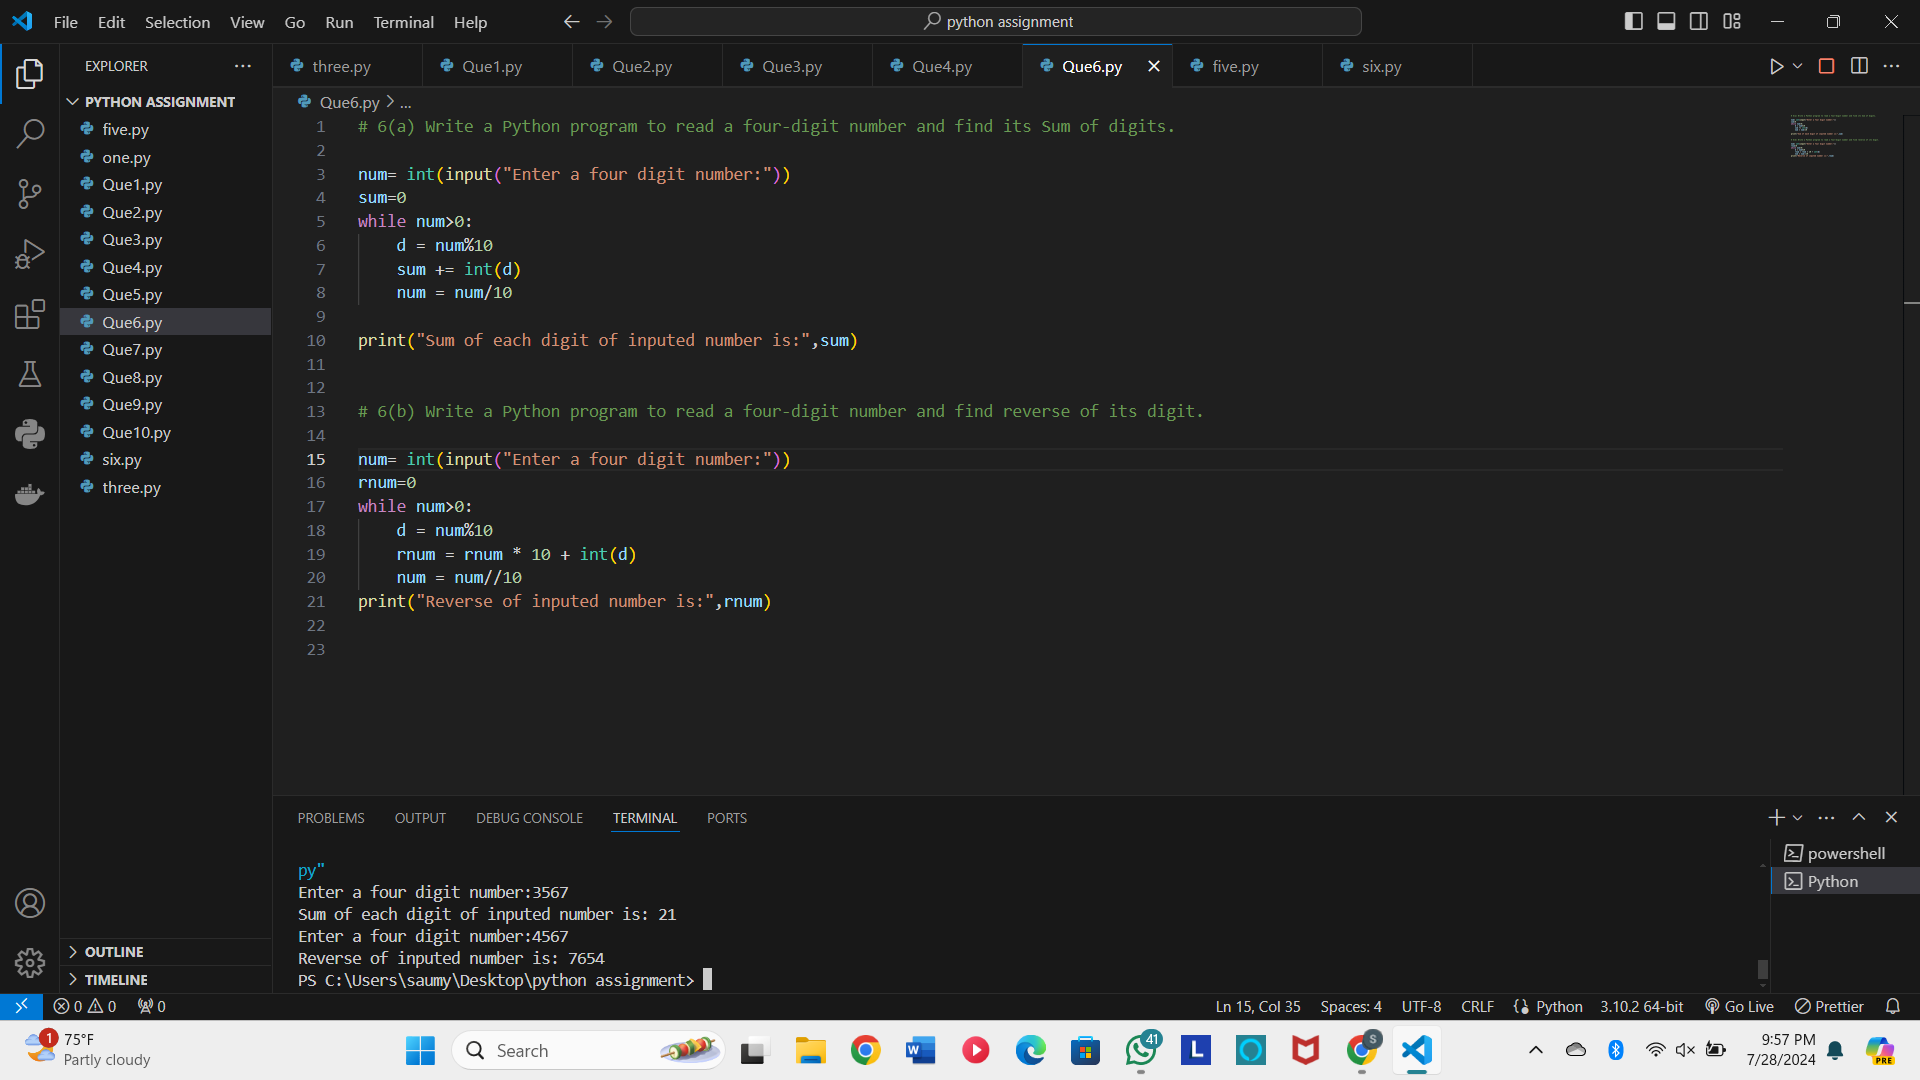 File Edit Selection View Go Run Terminal Help
python assignment
EXPLORER
three.py Que1.py Que2.py Que3.py Que4.py Que6.py five.py six.py
PYTHON ASSIGNMENT
five.py
one.py
Que1.py
Que2.py
Que3.py
Que4.py
Que5.py
Que6.py
Que7.py
Que8.py
Que9.py
Que10.py
six.py
three.py
OUTLINE
TIMELINE
Que6.py > ...
1 # 6(a) Write a Python program to read a four-digit number and find its Sum of digits.
2
3 num= int(input("Enter a four digit number:"))
4 sum=0
5 while num>0:
6     d = num%10
7     sum += int(d)
8     num = num/10
9
10 print("Sum of each digit of inputed number is:",sum)
11
12
13 # 6(b) Write a Python program to read a four-digit number and find reverse of its digit.
14
15 num= int(input("Enter a four digit number:"))
16 rnum=0
17 while num>0:
18     d = num%10
19     rnum = rnum * 10 + int(d)
20     num = num//10
21 print("Reverse of inputed number is:",rnum)
22
23
PROBLEMS OUTPUT DEBUG CONSOLE TERMINAL PORTS
py"
Enter a four digit number:3567
Sum of each digit of inputed number is: 21
Enter a four digit number:4567
Reverse of inputed number is: 7654
PS C:\Users\saumy\Desktop\python assignment>
powershell
Python
0 0 0
Ln 15, Col 35 Spaces: 4 UTF-8 CRLF Python 3.10.2 64-bit Go Live Prettier
1
75°F
Partly cloudy
Search
W
41
L
S
9:57 PM
7/28/2024
PRE